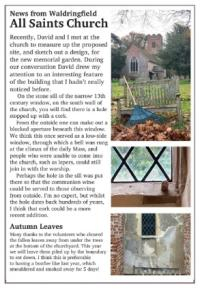 News from Waldringfield
All Saints Church
Recently, David and I met at the
church to measure up the proposed
site, and sketch out a design, for
the new memorial garden. During
our conversation David drew my
attention to an interesting feature
of the building that I hadn't really
noticed before.
On the stone sill of the narrow 13th
century window, on the south wall of
the church, you will find there is a hole
stopped up with a cork.
From the outside one can make out a
blocked aperture beneath this window.
We think this once served as a low-side
window, through which a bell was rung
at the climax of the daily Mass, and
people who were unable to come into
the church, such as lepers, could still
join in with the worship.
Perhaps the hole in the sill was put
there so that the communion wine
could be served to those observing
from outside. I'm no expert, but whilst
the hole dates back hundreds of years,
I think that cork could be a more
recent addition.
Autumn Leaves
Many thanks to the volunteers who cleared
the fallen leaves away from under the trees
at the bottom of the churchyard. This year
we will leave them piled up by the boundary
to rot down. I think this is preferable
to having a bonfire like last year, which
smouldered and smoked away for 5 days!